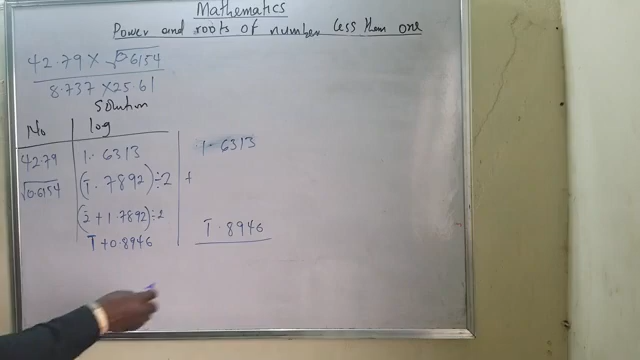 Mathematics
Power and roots of number less than one
42.79 × √0.6154
8.737 × 25.61
Solution
No log
42.79 1.6313 1.6313
√0.6154 (1̄.7892)÷2 +
(2̄ + 1.7892)÷2
1̄ + 0.8946 1̄.8946